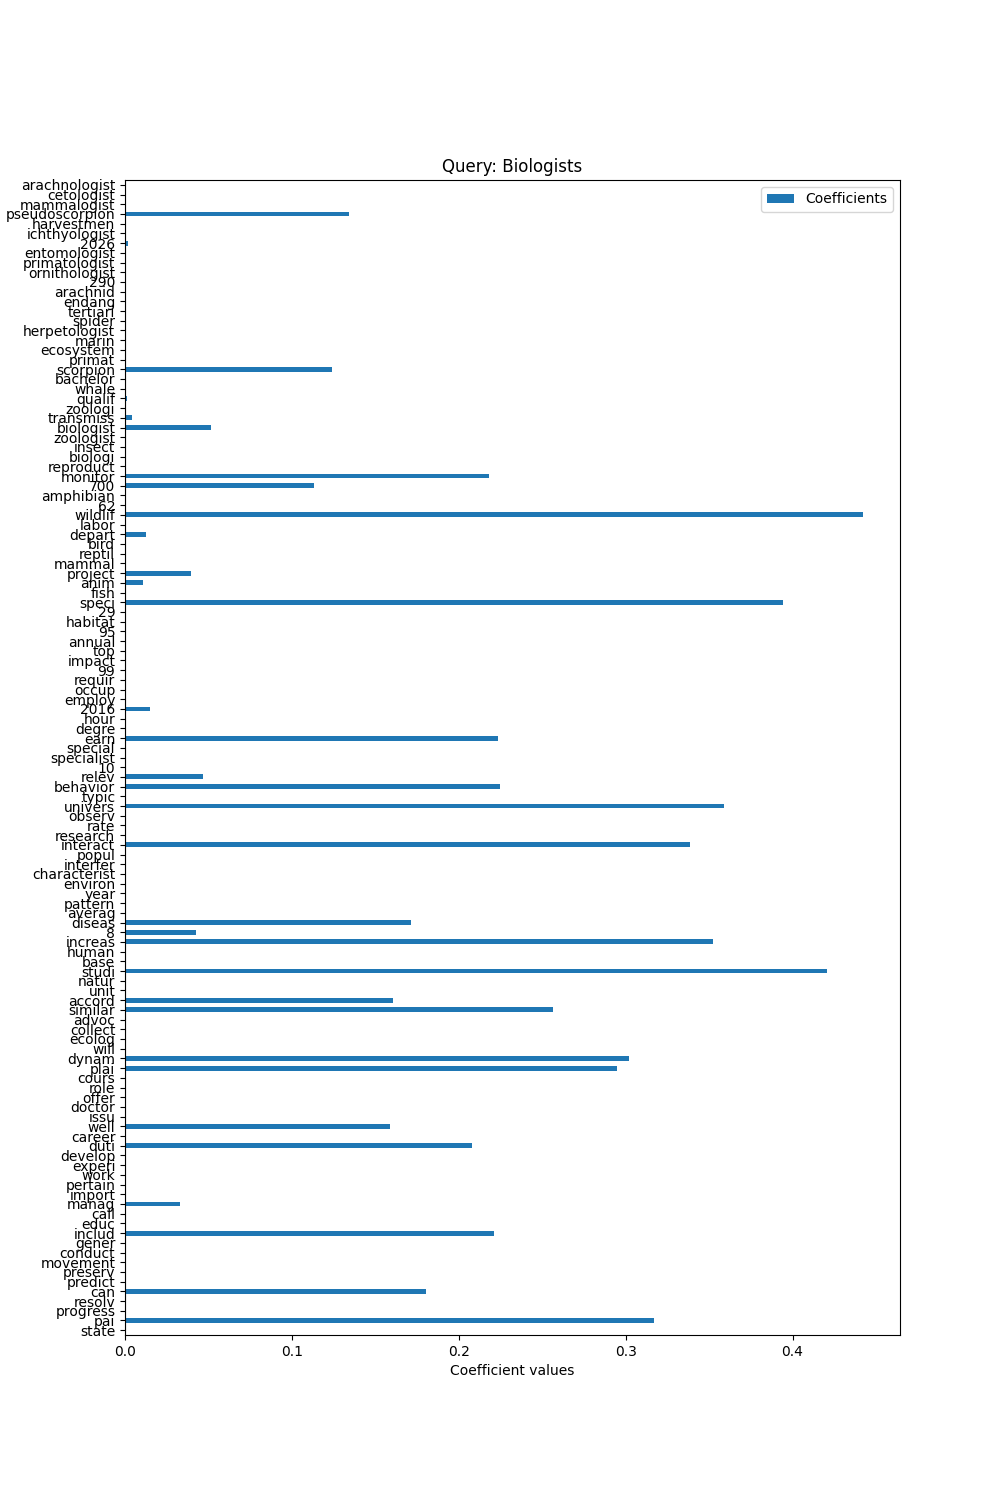 Query: Biologists
Coefficients
arachnologist
cetologist
mammalogist
pseudoscorpion
harvestmen
ichthyologist
2026
entomologist
primatologist
ornithologist
290
arachnid
endang
tertiari
spider
herpetologist
marin
ecosystem
primat
scorpion
bachelor
whale
qualif
zoologi
transmiss
biologist
zoologist
insect
biologi
reproduct
monitor
700
amphibian
62
wildlif
labor
depart
bird
reptil
mammal
project
anim
fish
speci
29
habitat
95
annual
top
impact
99
requir
occup
employ
2016
hour
degre
earn
special
specialist
10
relev
behavior
typic
univers
observ
rate
research
interact
popul
interfer
characterist
environ
year
pattern
averag
diseas
8
increas
human
base
studi
natur
unit
accord
similar
advoc
collect
ecolog
will
dynam
plai
cours
role
offer
doctor
issu
well
career
duti
develop
experi
work
pertain
import
manag
call
educ
includ
gener
conduct
movement
preserv
predict
can
resolv
progress
pai
state
0.0 0.1 0.2 0.3 0.4
Coefficient values